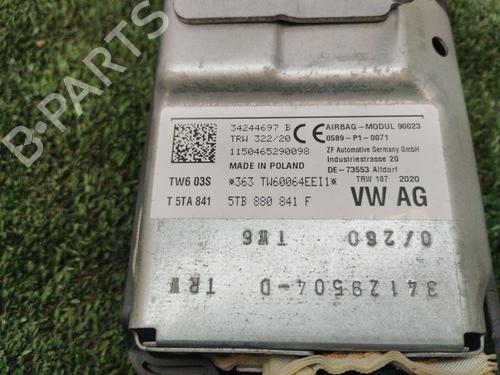 34244697 B
TRW 322/20
1150465290098
CE
AIRBAG-MODUL 96023
0589-P1-0071
ZF Automotive Germany GmbH
Industriestrasse 20
DE-73553 Alfdorf
MADE IN POLAND
TRW 187 2020
TW6 03S
*363 TW60064EEI1*
VW AG
T 5TA 841
5TB 880 841 F
0/260
TW6
34129504-D TRW